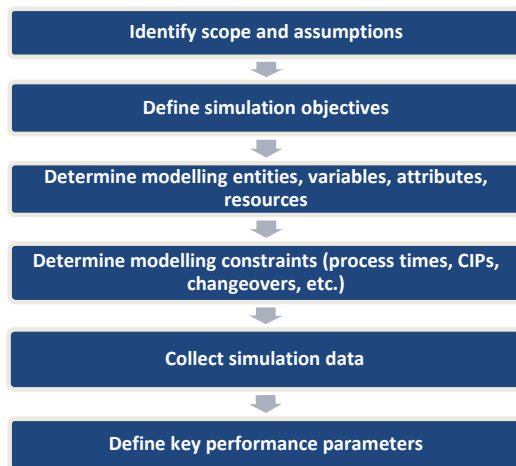 Identify scope and assumptions
Define simulation objectives
Determine modelling entities, variables, attributes,
resources
Determine modelling constraints (process times, CIPs,
changeovers, etc.)
Collect simulation data
Define key performance parameters